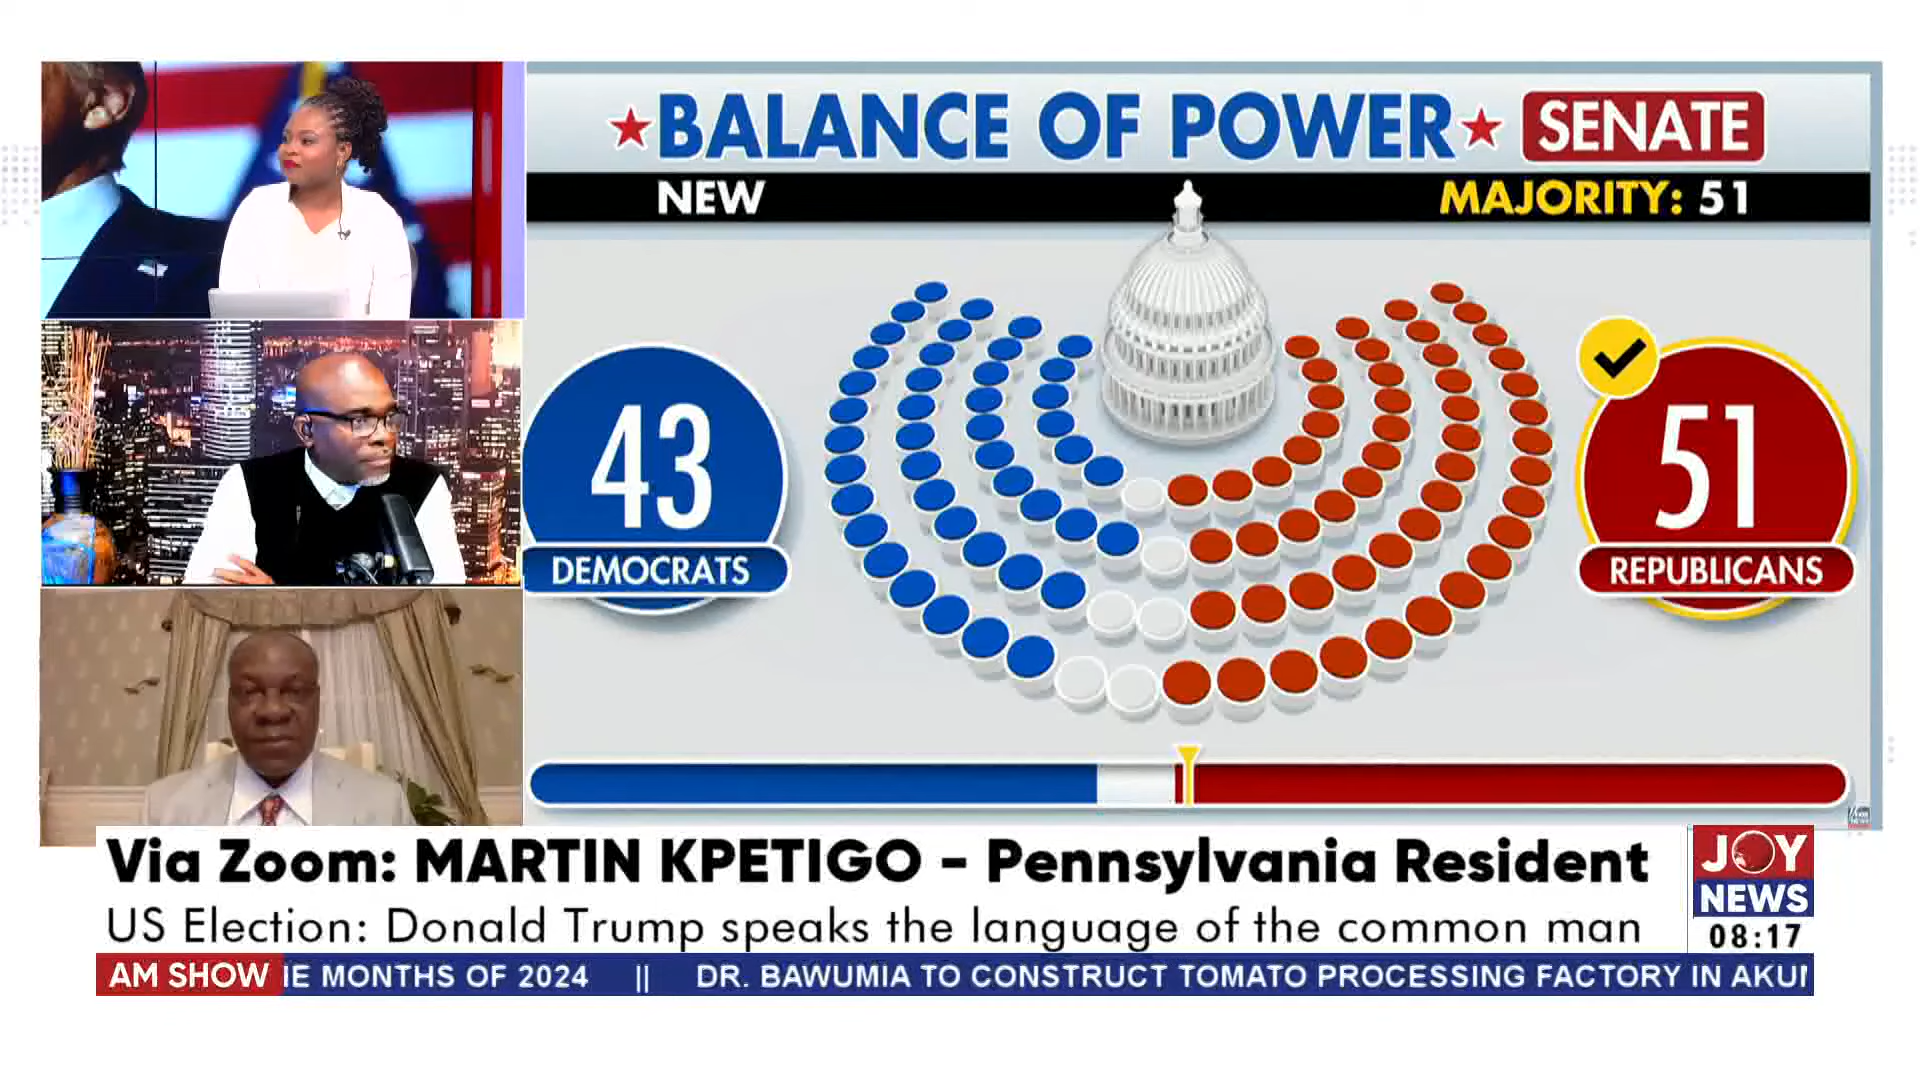 BALANCE OF POWER SENATE
NEW
MAJORITY: 51
43
DEMOCRATS
51
REPUBLICANS
Via Zoom: MARTIN KPETIGO – Pennsylvania Resident
US Election: Donald Trump speaks the language of the common man
JOY
NEWS
08:17
AM SHOW
MONTHS OF 2024 || DR. BAWUMIA TO CONSTRUCT TOMATO PROCESSING FACTORY IN